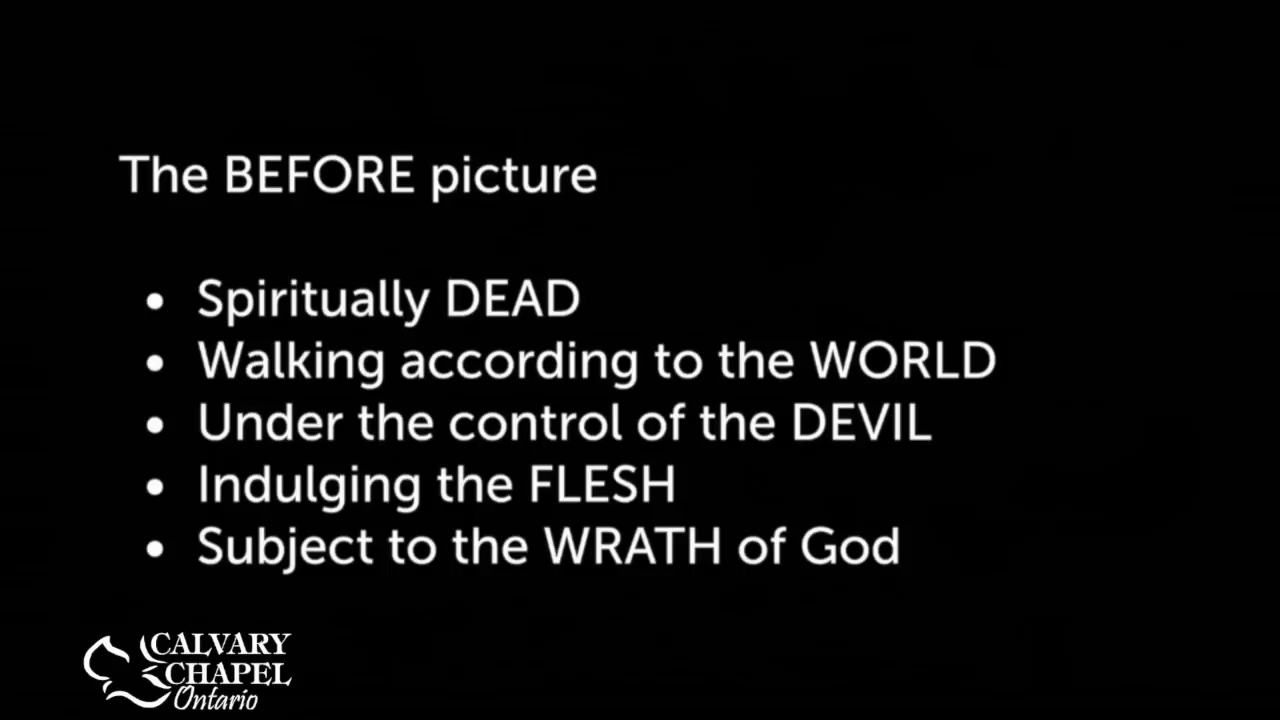 The BEFORE picture
• Spiritually DEAD
• Walking according to the WORLD
• Under the control of the DEVIL
• Indulging the FLESH
• Subject to the WRATH of God
CALVARY
CHAPEL
Ontario